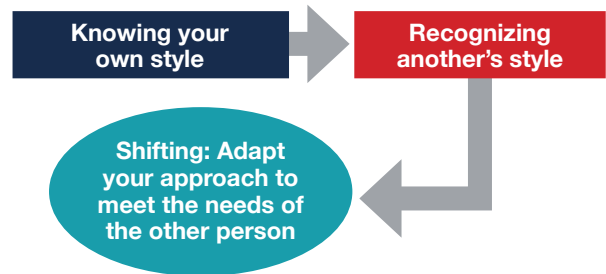 Knowing your
own style
Recognizing
another's style
Shifting: Adapt
your approach to
meet the needs of
the other person